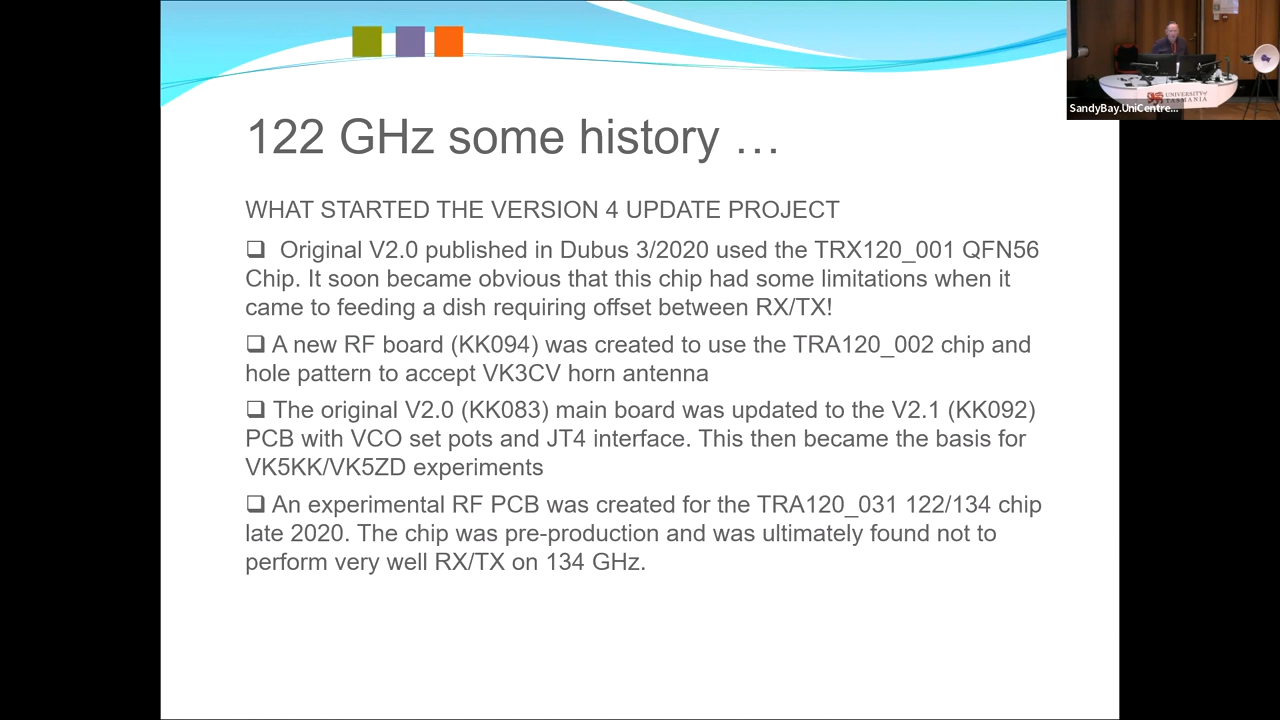 122 GHz some history …
WHAT STARTED THE VERSION 4 UPDATE PROJECT
❑ Original V2.0 published in Dubus 3/2020 used the TRX120_001 QFN56
Chip. It soon became obvious that this chip had some limitations when it
came to feeding a dish requiring offset between RX/TX!
❑ A new RF board (KK094) was created to use the TRA120_002 chip and
hole pattern to accept VK3CV horn antenna
❑ The original V2.0 (KK083) main board was updated to the V2.1 (KK092)
PCB with VCO set pots and JT4 interface. This then became the basis for
VK5KK/VK5ZD experiments
❑ An experimental RF PCB was created for the TRA120_031 122/134 chip
late 2020. The chip was pre-production and was ultimately found not to
perform very well RX/TX on 134 GHz.
UNIVERSITY of
TASMANIA
SandyBay.UniCentre...